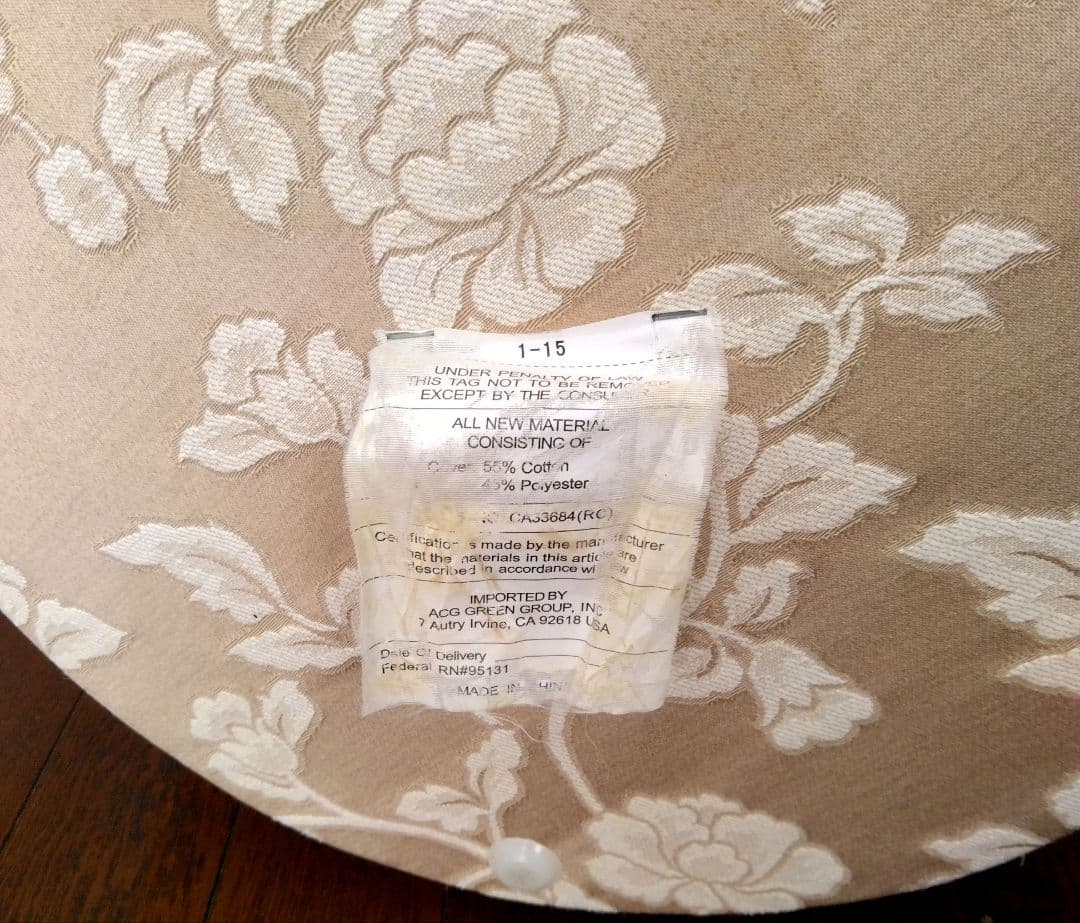 1-15
UNDER PENALTY OF LAW
THIS TAG NOT TO BE REMOVED
EXCEPT BY THE
ALL NEW MATERIAL
CONSISTING OF
55% Cotton
45% Polyester
CA33684(RC)
Certification is made by the manufacturer
that the materials in this article are
described in accordance
IMPORTED BY
ACG GREEN GROUP, INC
7 Autry Irvine, CA 92618 USA
Date Of Delivery
Federal RN#95131
MADE IN CHINA